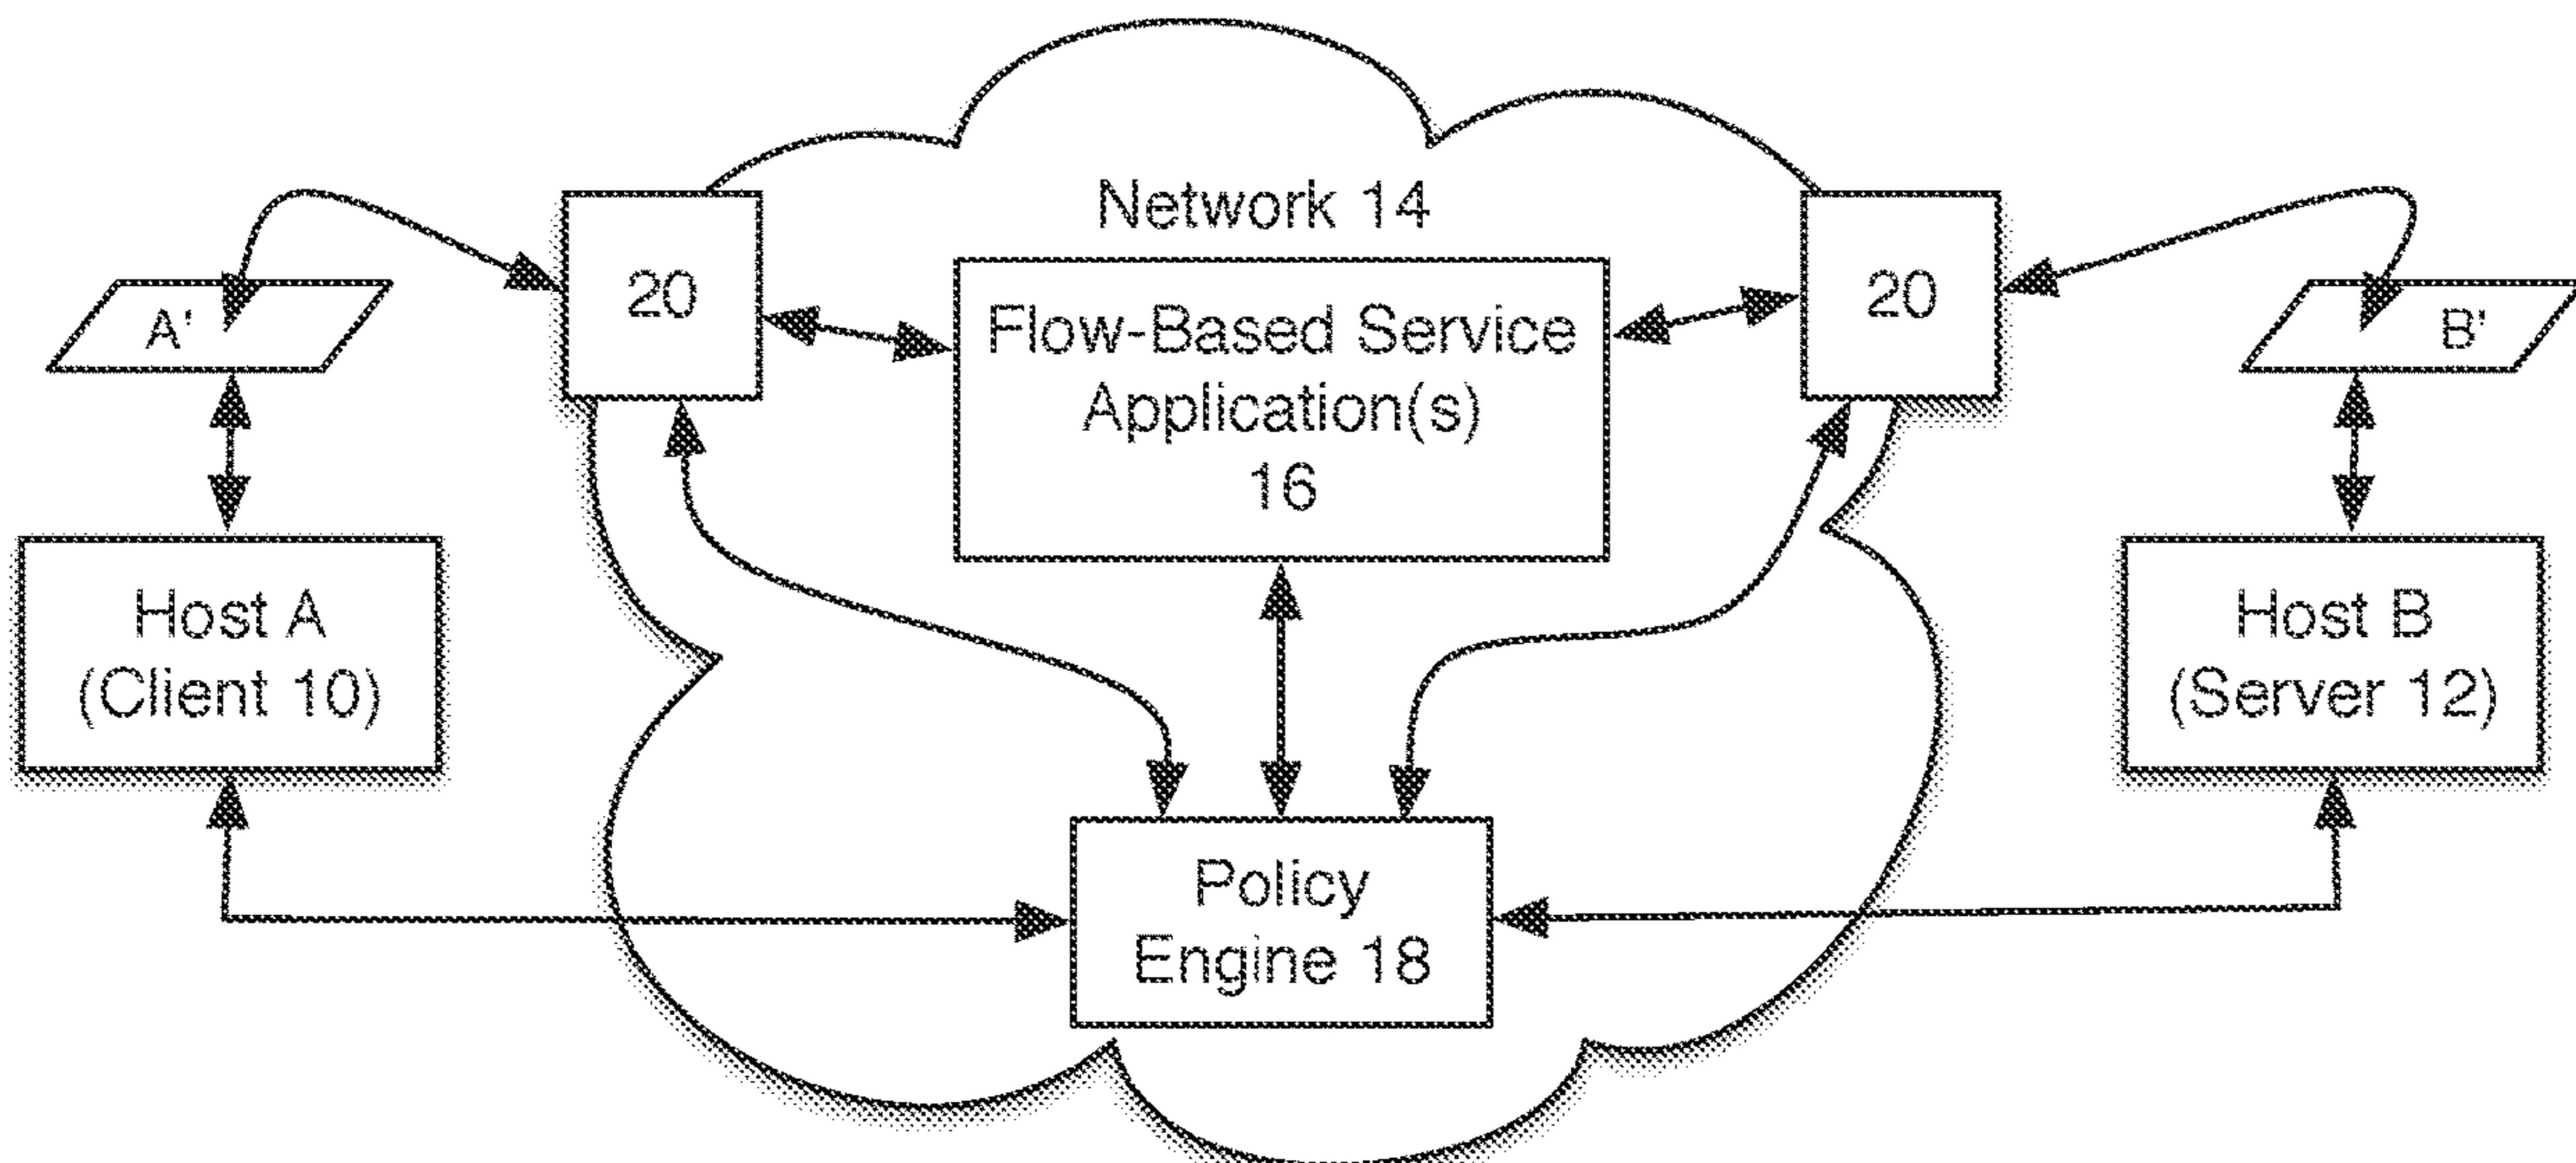 Network 14
20
20
Flow-Based Service
Application(s)
16
A'
B'
Host A
(Client 10)
Host B
(Server 12)
Policy
Engine 18